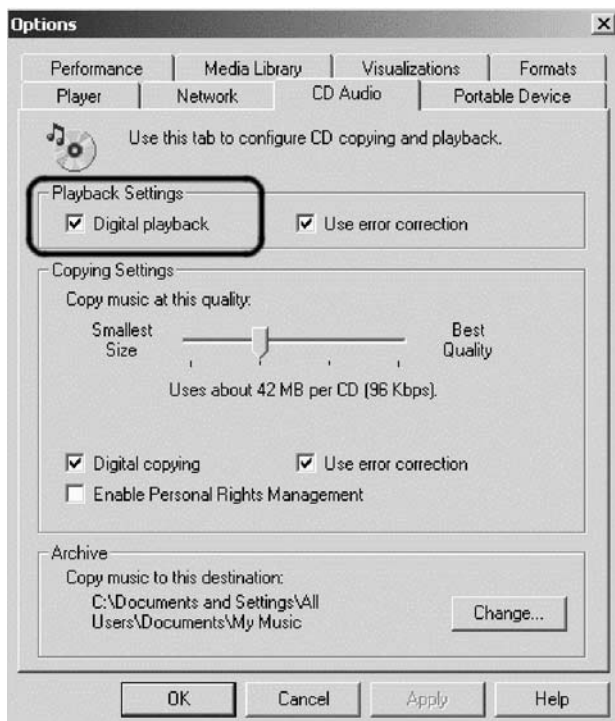 Options
Performance Media Library Visualizations Formats
Player Network CD Audio Portable Device
Use this tab to configure CD copying and playback.
Playback Settings
Digital playback Use error correction
Copying Settings
Copy music at this quality:
Smallest Size Best Quality
Uses about 42 MB per CD (96 Kbps).
Digital copying Use error correction
Enable Personal Rights Management
Archive
Copy music to this destination:
C:\Documents and Settings\All
Users\Documents\My Music
Change...
OK Cancel Apply Help